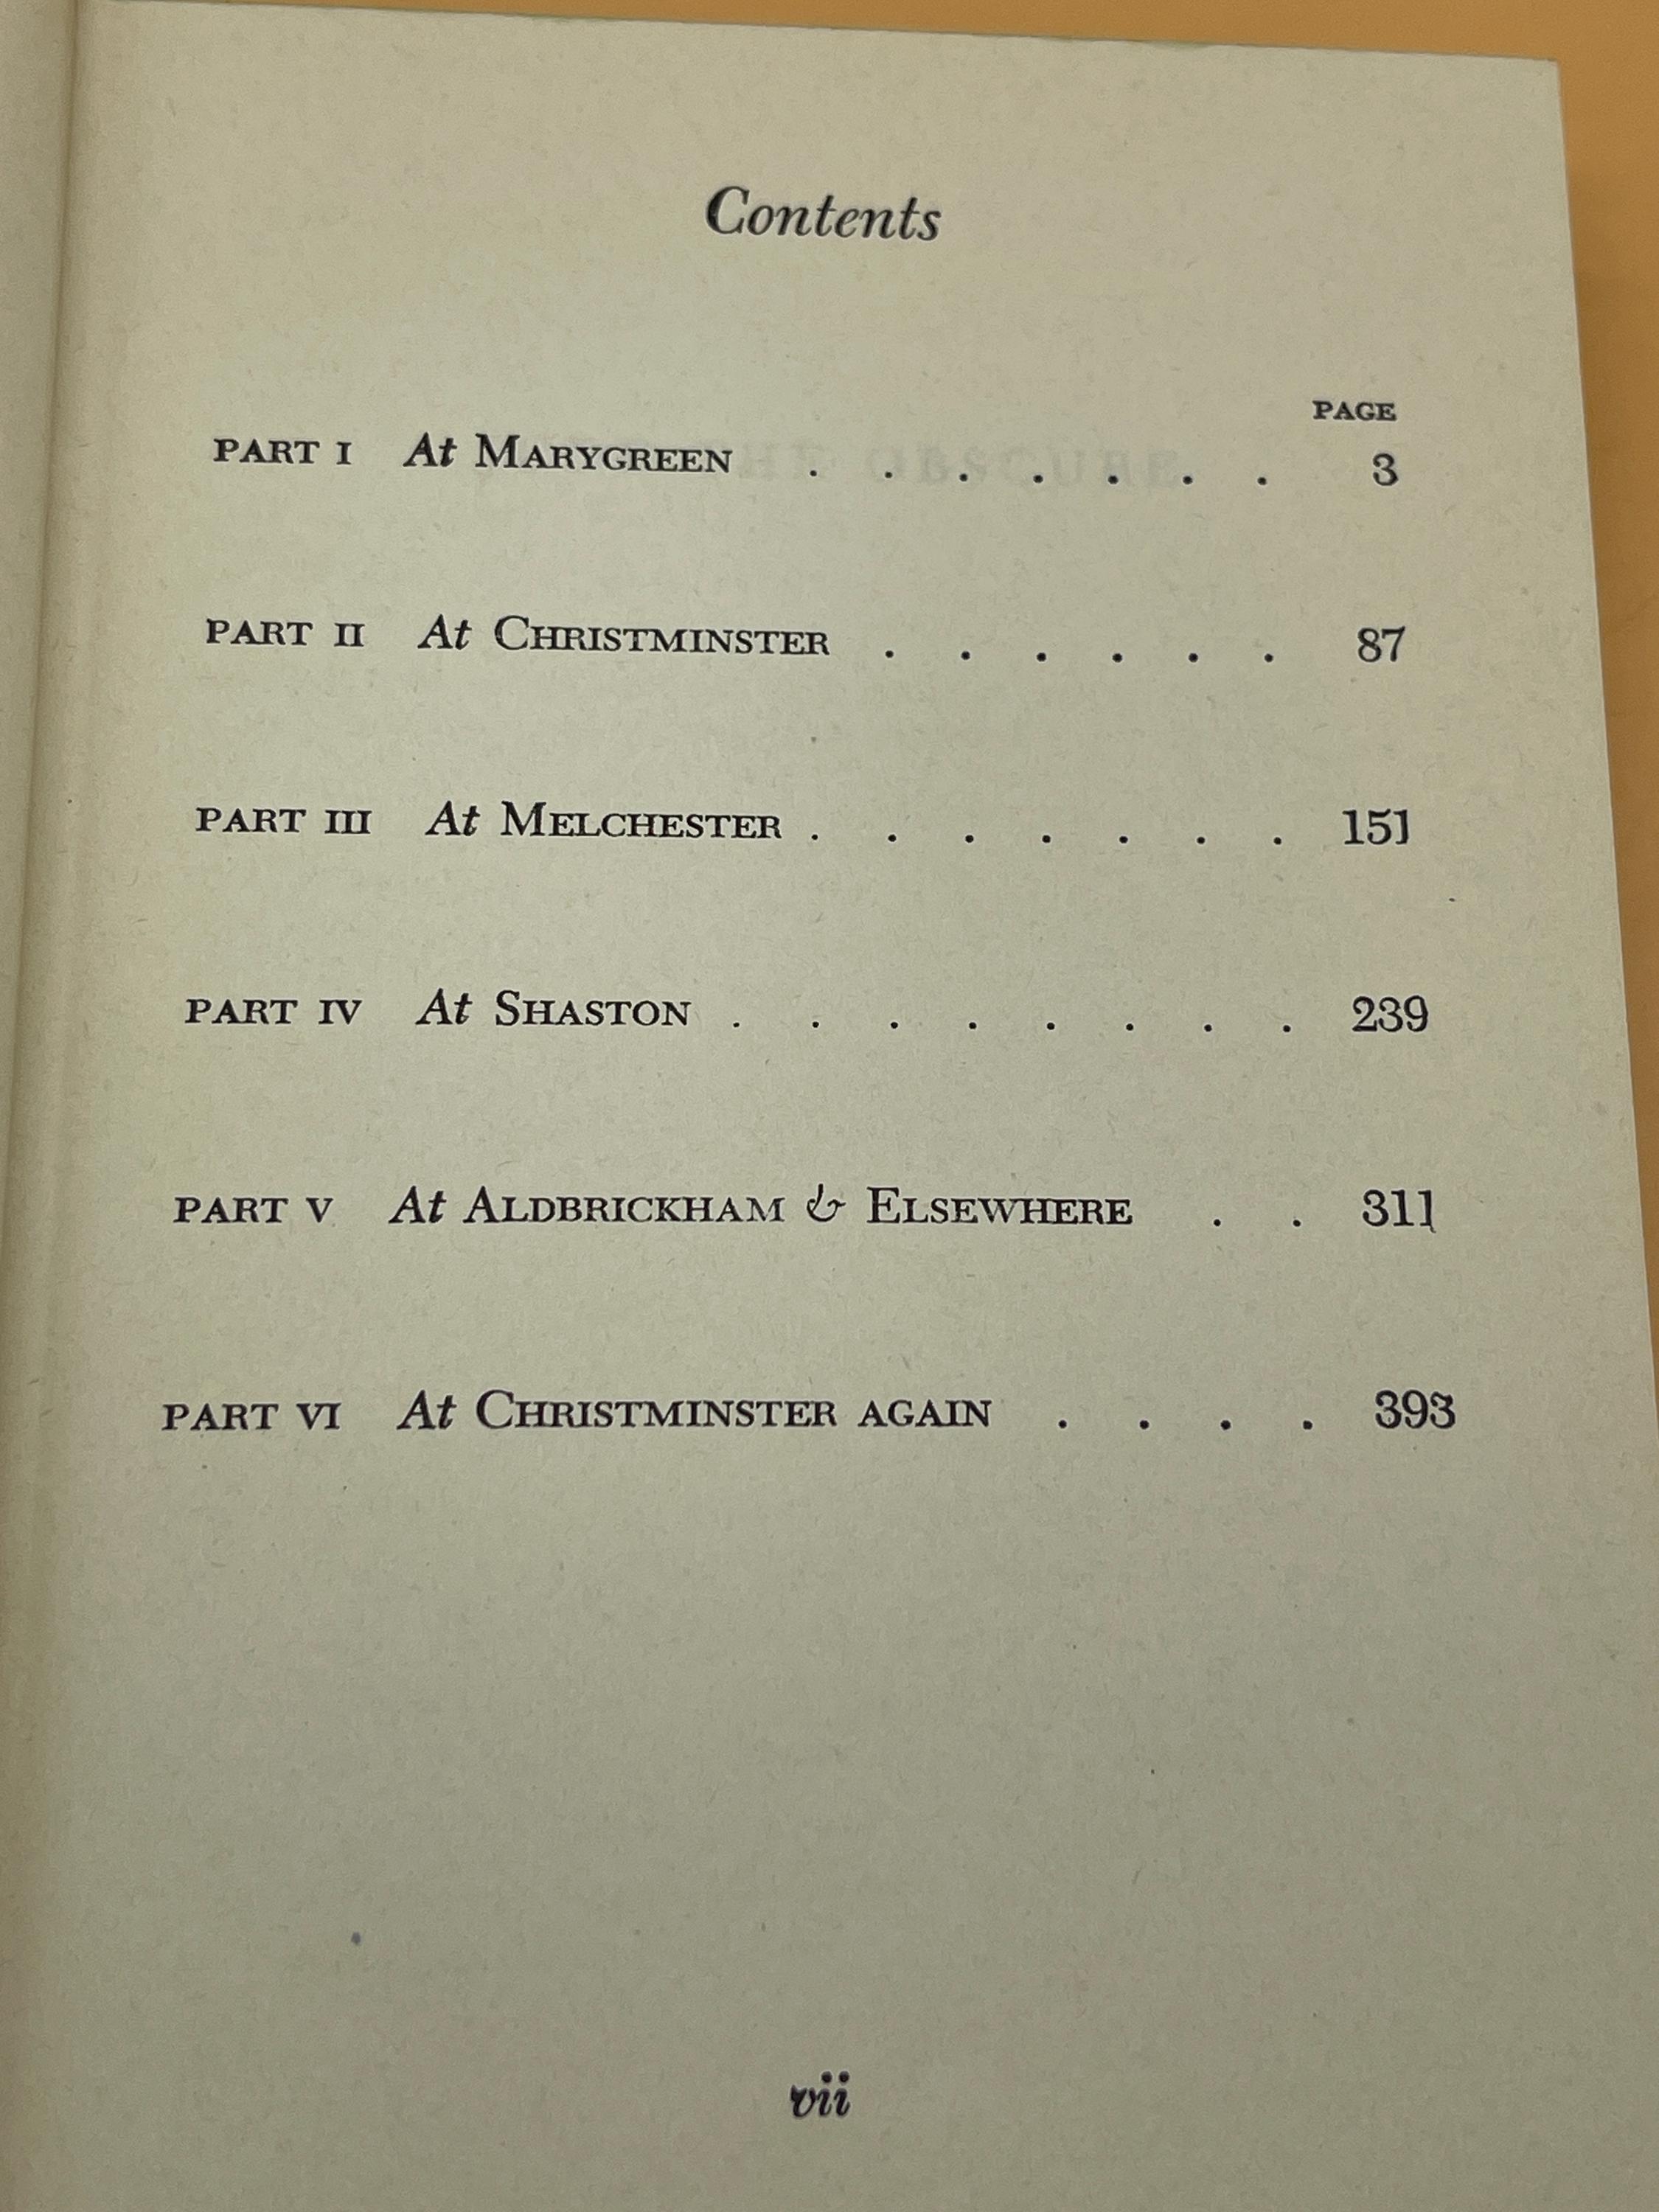 Contents
PAGE
PART I At MARYGREEN . . . . . . . 3
PART II At CHRISTMINSTER . . . . . . 87
PART III At MELCHESTER . . . . . . . 151
PART IV At SHASTON . . . . . . . . 239
PART V At ALDBRICKHAM & ELSEWHERE . . 311
PART VI At CHRISTMINSTER AGAIN . . . . 393
vii